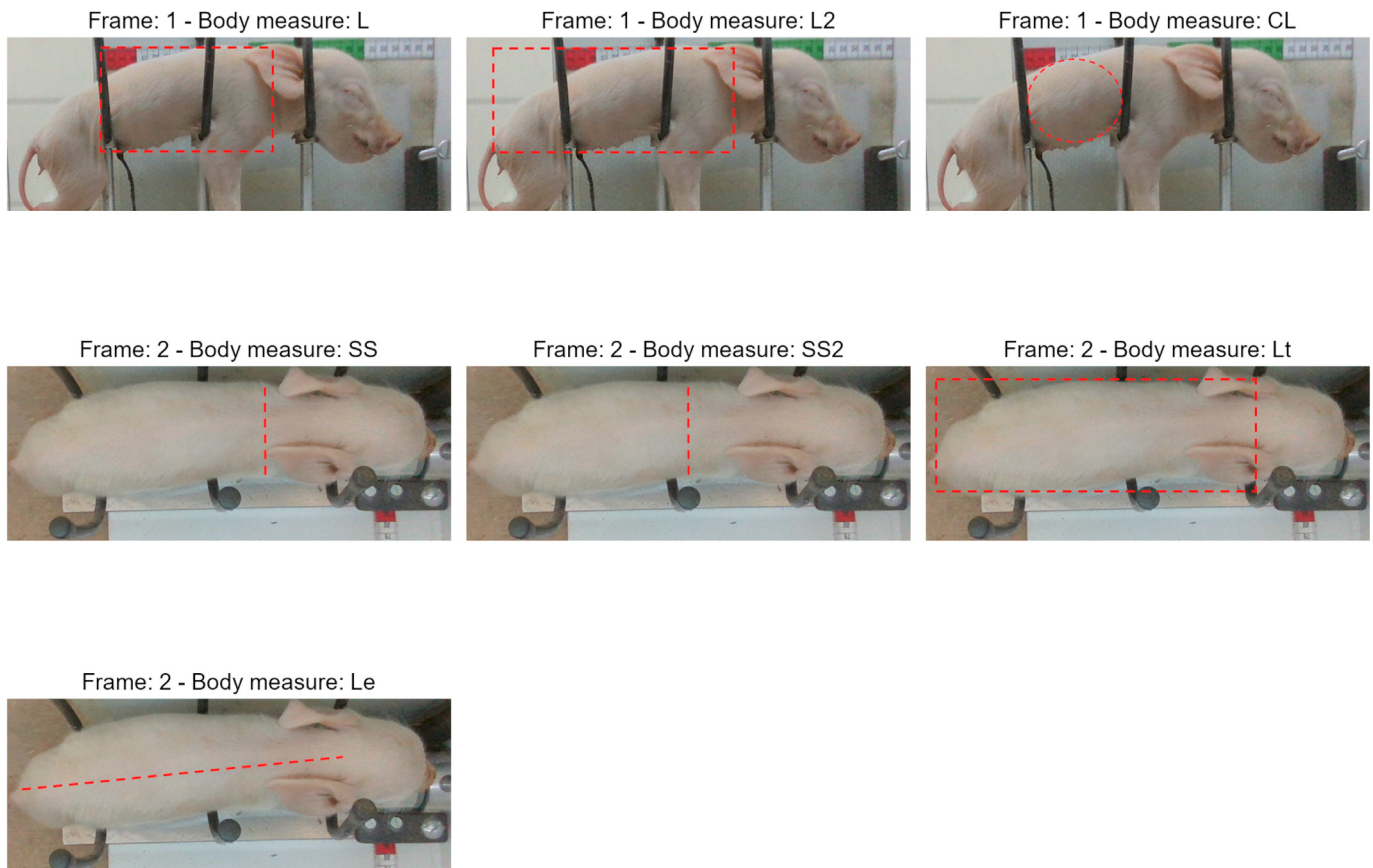 Frame: 1 - Body measure: L
Frame: 1 - Body measure: L2
Frame: 1 - Body measure: CL
Frame: 2 - Body measure: SS
Frame: 2 - Body measure: SS2
Frame: 2 - Body measure: Lt
Frame: 2 - Body measure: Le